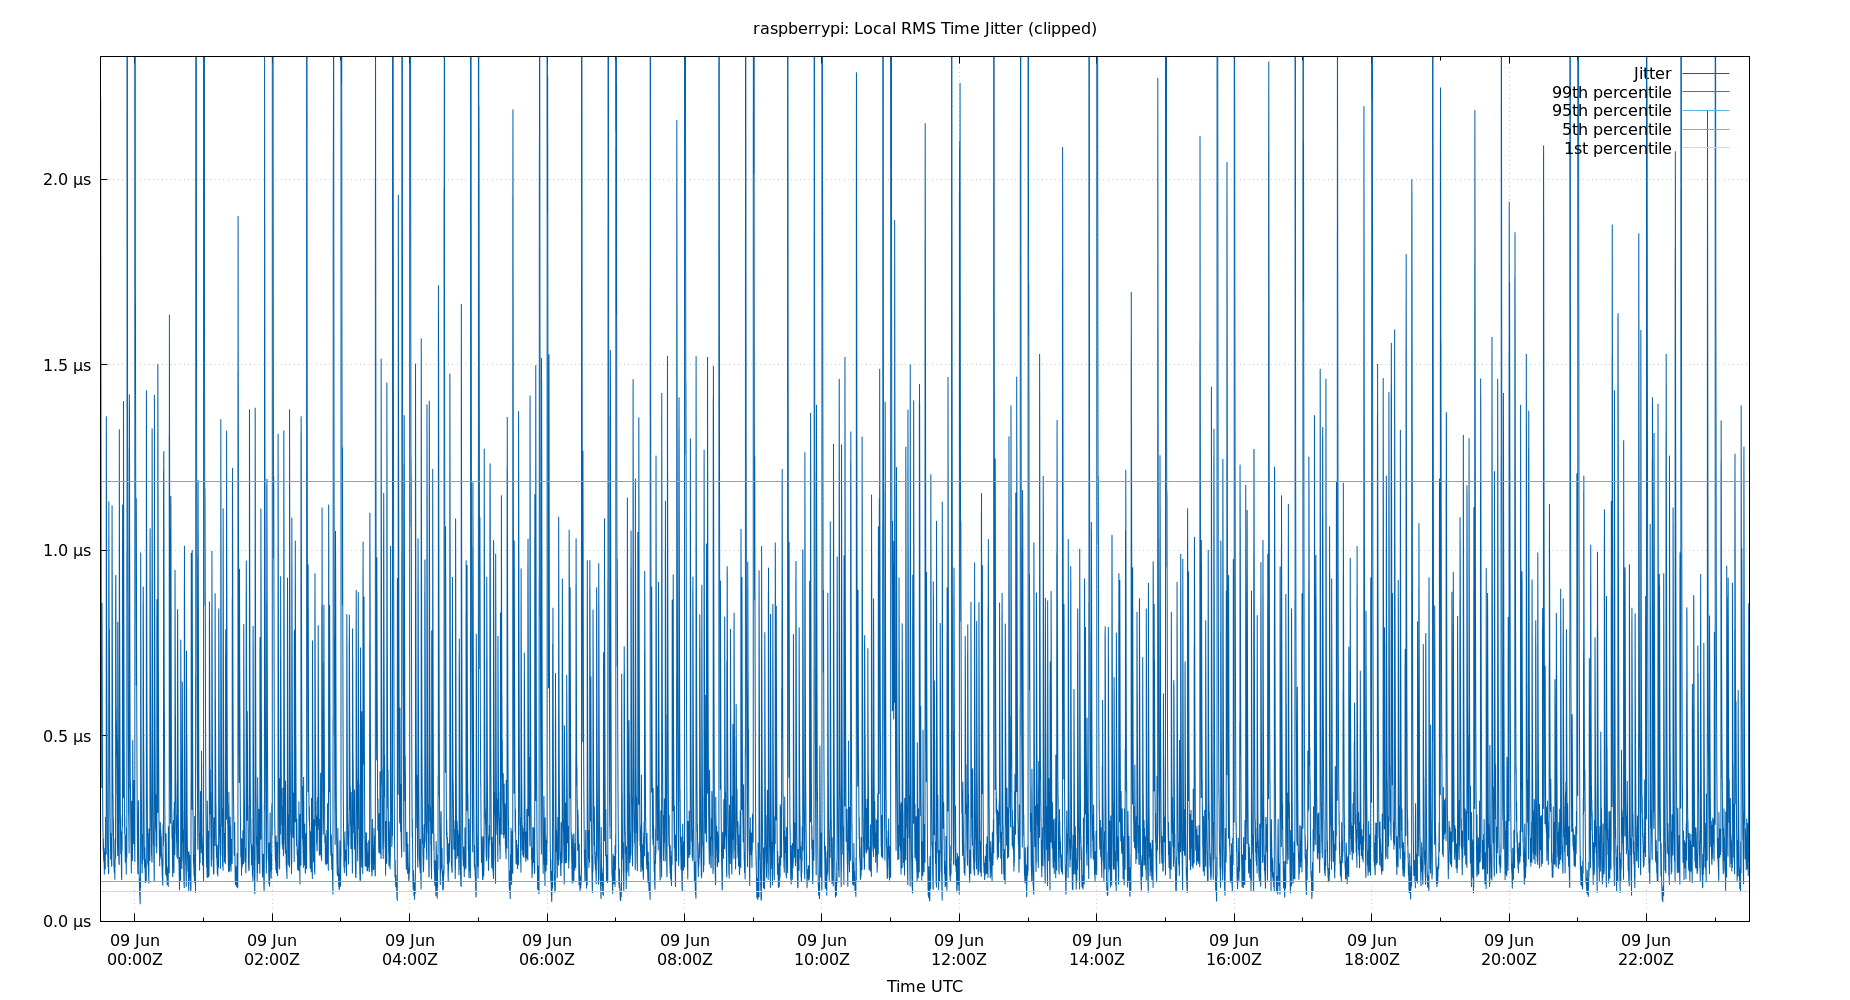 raspberrypi: Local RMS Time Jitter (clipped)
Jitter
99th percentile
95th percentile
5th percentile
1st percentile
2.0 μs
1.5 μs
1.0 μs
0.5 μs
0.0 μs
09 Jun 09 Jun 09 Jun 09 Jun 09 Jun 09 Jun 09 Jun 09 Jun 09 Jun 09 Jun 09 Jun 09 Jun
00:00Z 02:00Z 04:00Z 06:00Z 08:00Z 10:00Z 12:00Z 14:00Z 16:00Z 18:00Z 20:00Z 22:00Z
Time UTC